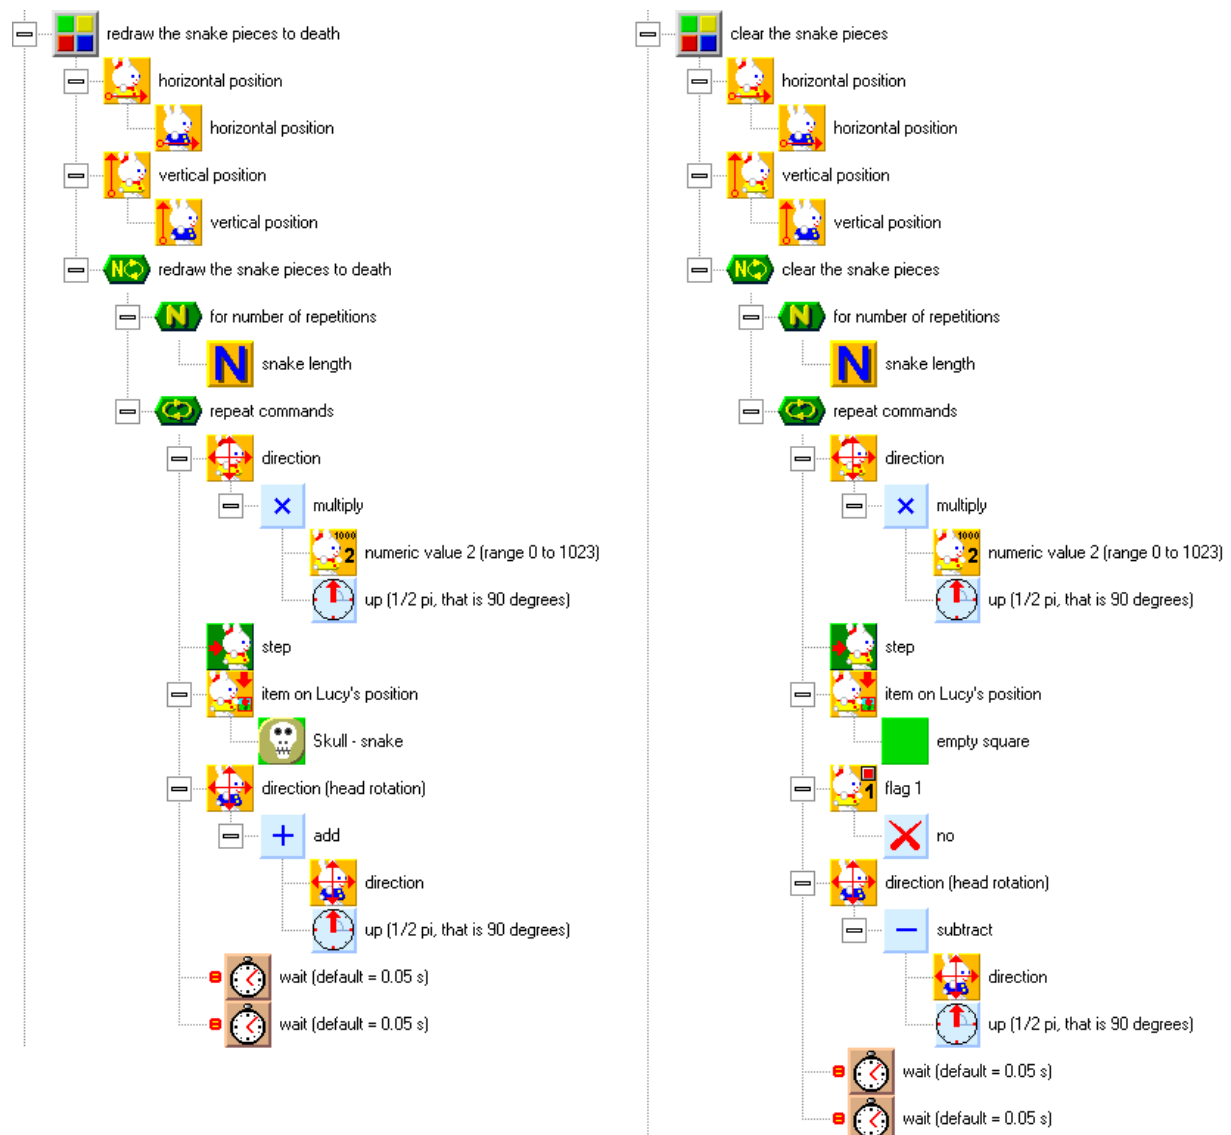 redraw the snake pieces to death
horizontal position
horizontal position
vertical position
vertical position
N
redraw the snake pieces to death
N
for number of repetitions
N
snake length
repeat commands
direction
multiply
1000
2
numeric value 2 (range 0 to 1023)
up (1/2 pi, that is 90 degrees)
step
item on Lucy's position
Skull - snake
direction (head rotation)
add
direction
up (1/2 pi, that is 90 degrees)
wait (default = 0.05 s)
wait (default = 0.05 s)
clear the snake pieces
horizontal position
horizontal position
vertical position
vertical position
N
clear the snake pieces
N
for number of repetitions
N
snake length
repeat commands
direction
multiply
1000
2
numeric value 2 (range 0 to 1023)
up (1/2 pi, that is 90 degrees)
step
item on Lucy's position
empty square
1
flag 1
no
direction (head rotation)
subtract
direction
up (1/2 pi, that is 90 degrees)
wait (default = 0.05 s)
wait (default = 0.05 s)